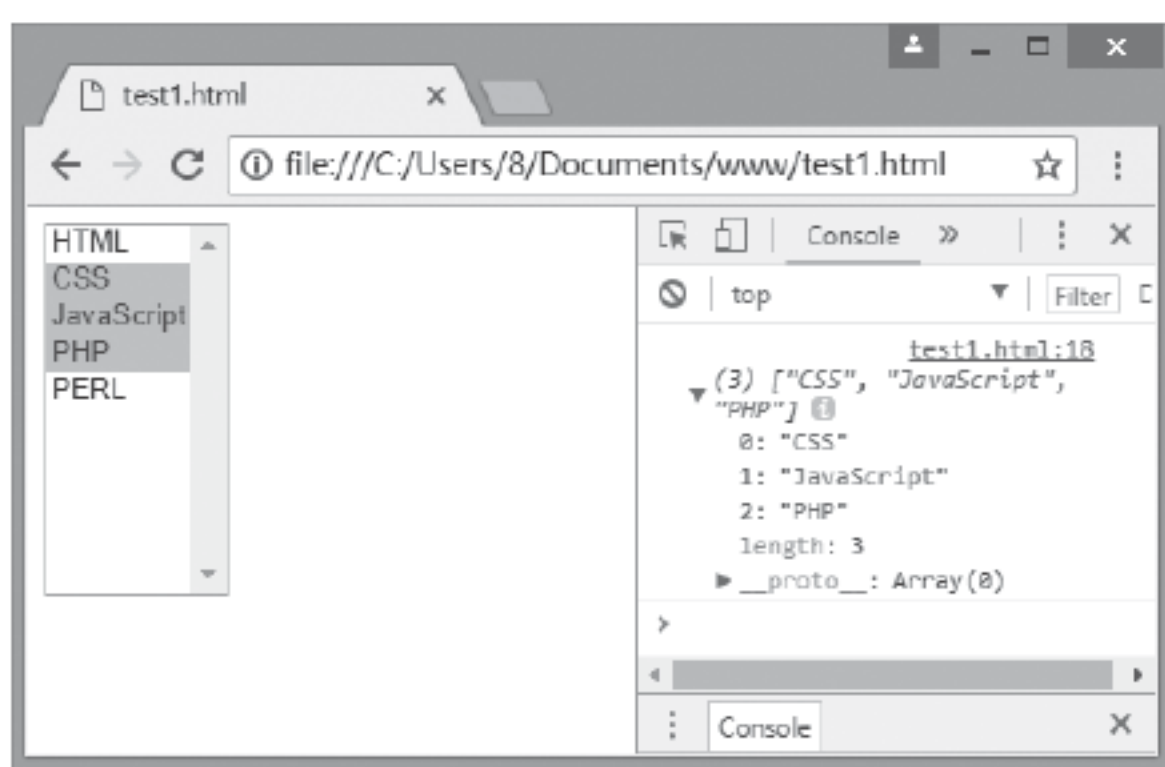 test1.html
file:///C:/Users/8/Documents/www/test1.html
HTML
CSS
JavaScript
PHP
PERL
Console
top
Filter
test1.html:18
(3) ["CSS", "JavaScript",
"PHP"]
0: "CSS"
1: "JavaScript"
2: "PHP"
length: 3
__proto__: Array(0)
Console